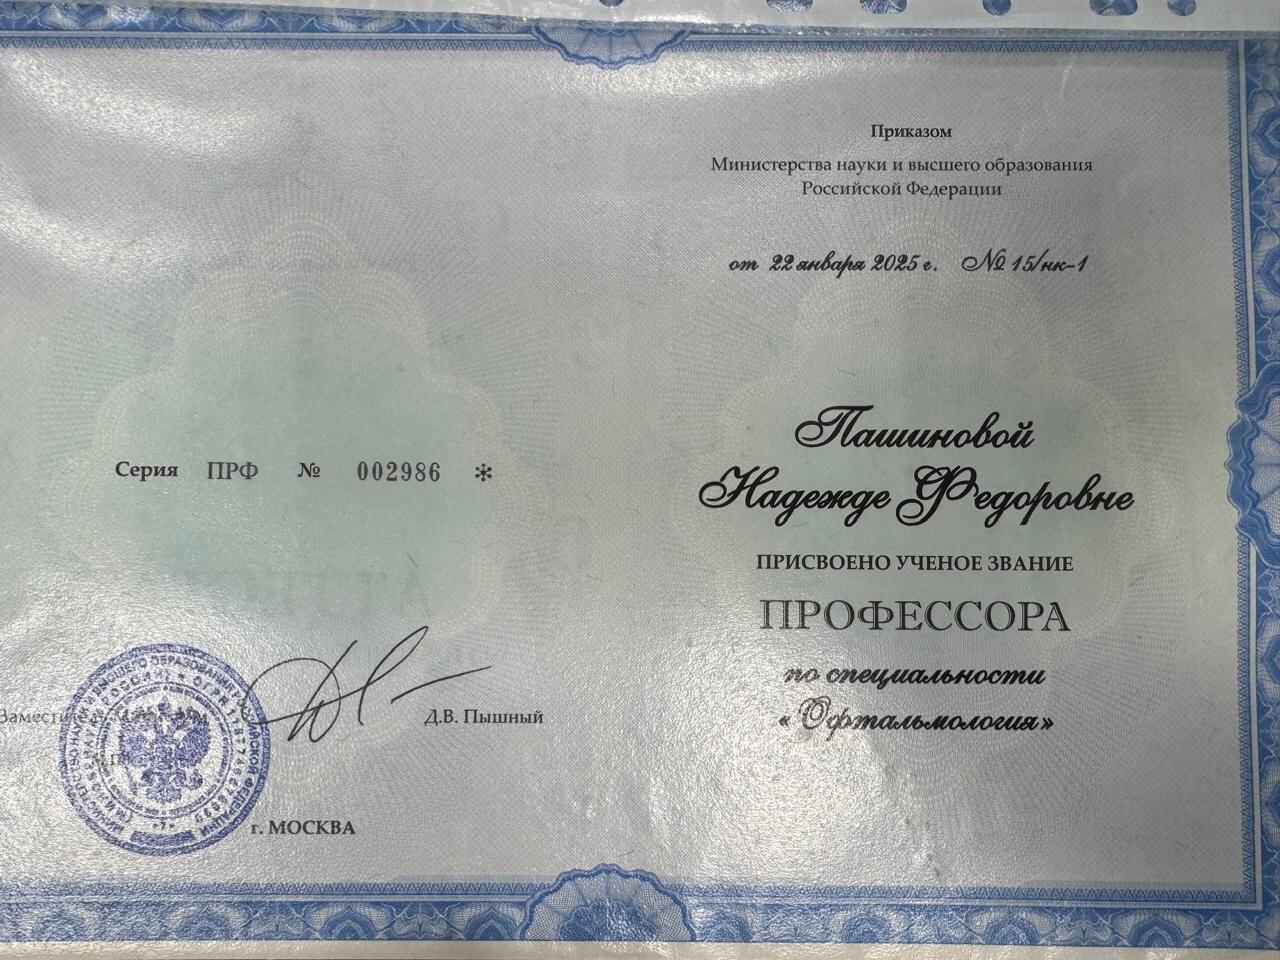 Серия ПРФ № 002986 *
Д.В. Пышный
г. МОСКВА
Приказом
Министерства науки и высшего образования
Российской Федерации
от 22 января 2025 г. № 15/нк-1
Пашиновой
Надежде Федоровне
ПРИСВОЕНО УЧЕНОЕ ЗВАНИЕ
ПРОФЕССОРА
по специальности
«Офтальмология»